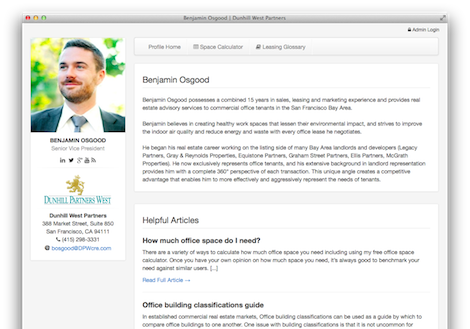 Benjamin Osgood | Dunhill West Partners
Admin Login
Profile Home
Space Calculator
Leasing Glossary
BENJAMIN OSGOOD
Senior Vice President
DUNHILL PARTNERS WEST
Dunhill West Partners
388 Market Street, Suite 850
San Francisco, CA 94111
(415) 298-3331
bosgood@DPWcre.com
Benjamin Osgood
Benjamin Osgood possesses a combined 15 years in sales, leasing and marketing experience and provides real
estate advisory services to commercial office tenants in the San Francisco Bay Area.
Benjamin believes in creating healthy work spaces that lessen their environmental impact, and strives to improve
the indoor air quality and reduce energy and waste with every office lease he negotiates.
He began his real estate career working on the listing side of many Bay Area landlords and developers (Legacy
Partners, Gray & Reynolds Properties, Equistone Partners, Graham Street Partners, Ellis Partners, McGrath
Properties). He now exclusively represents office tenants, and his extensive background in landlord representation
provides him with a complete 360° perspective of each transaction. This unique angle creates a competitive
advantage that enables him to more effectively and aggressively represent the needs of tenants.
Helpful Articles
How much office space do I need?
There are a variety of ways to calculate how much office space you need including using my free office space
calculator. Once you have your own opinion on how much space you need, it's always good to benchmark your
need against similar uses. [...]
Read Full Article →
Office building classifications guide
In established commercial real estate markets, Office building classifications can be used as a guide by which to
compare office buildings to one another. One issue with building classifications is that it is not uncommon for